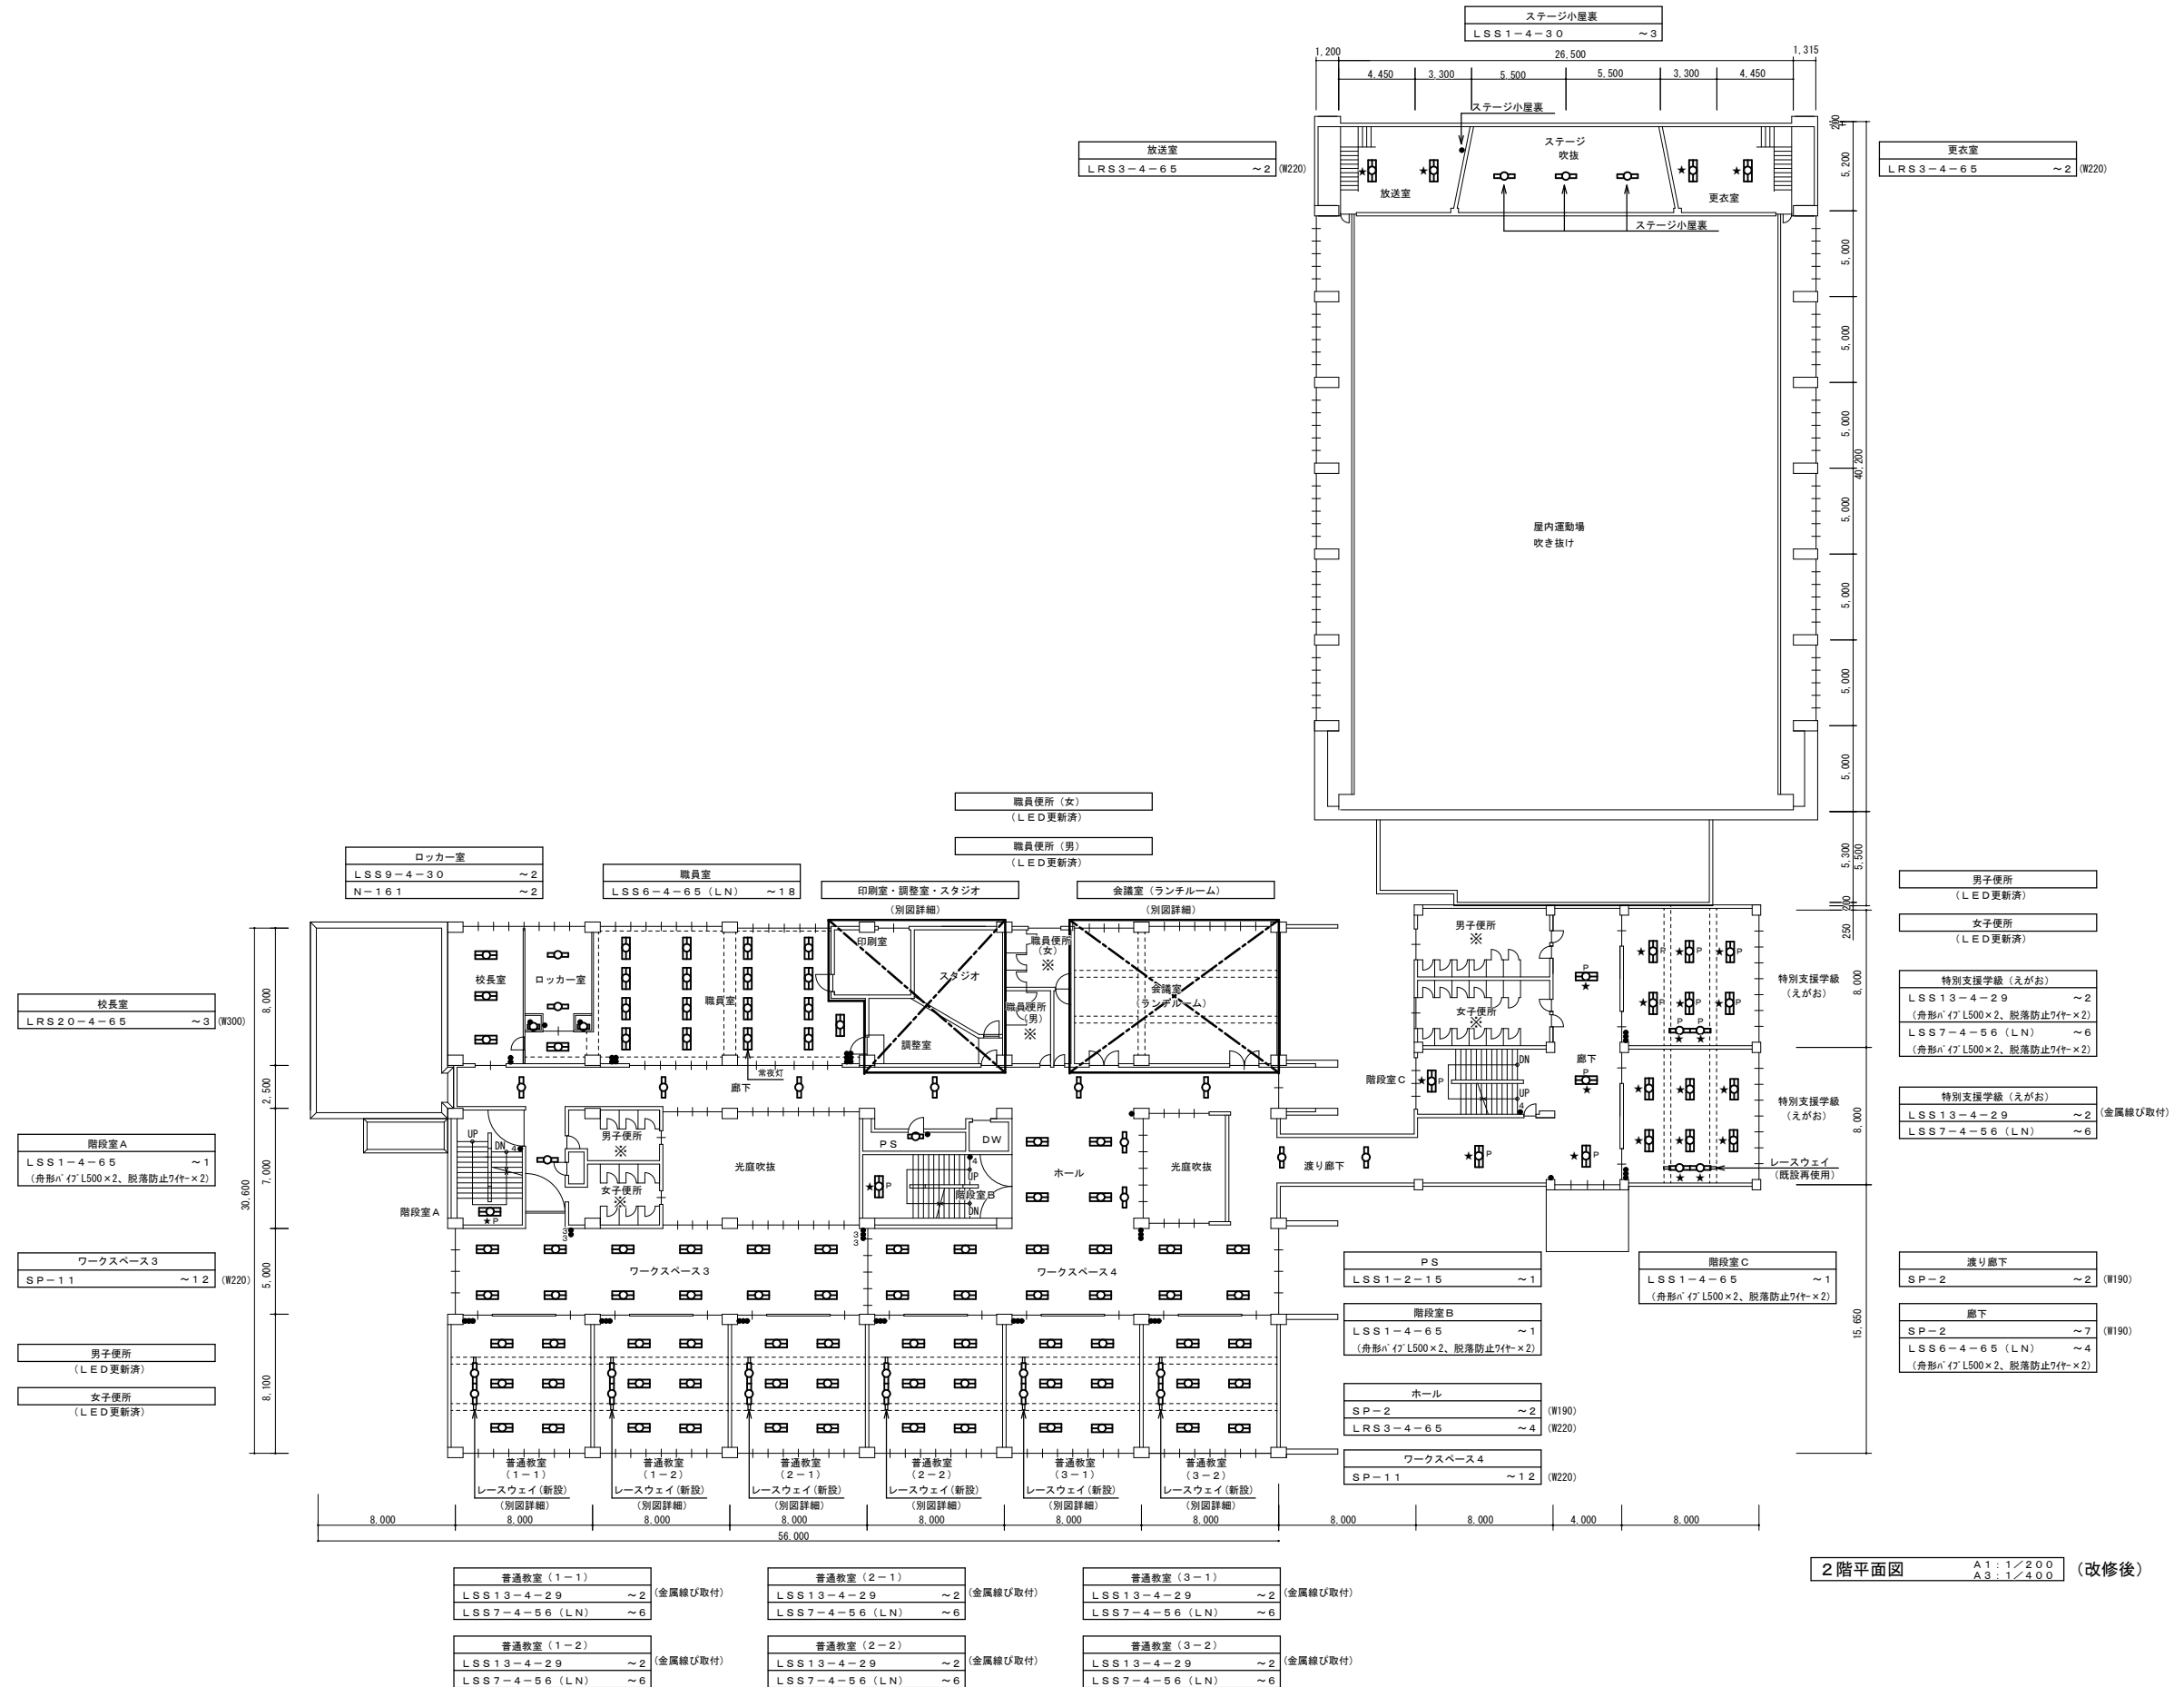 ステージ小屋裏
LSS1-4-30 ~3
1,200
26,500
1,315
4,450
3,300
5,500
5,500
3,300
4,450
ステージ小屋裏
放送室
LRS3-4-65 ~2 (W220)
ステージ
吹抜
放送室
更衣室
ステージ小屋裏
更衣室
LRS3-4-65 ~2 (W220)
200
5,200
5,000
5,000
5,000
5,000
5,000
5,000
5,000
40,200
5,300
5,500
200
250
屋内運動場
吹き抜け
職員便所(女)
(LED更新済)
職員便所(男)
(LED更新済)
ロッカー室
LSS9-4-30 ~2
N-161 ~2
職員室
LSS6-4-65(LN) ~18
印刷室・調整室・スタジオ
(別図詳細)
会議室(ランチルーム)
(別図詳細)
男子便所
(LED更新済)
女子便所
(LED更新済)
校長室
LRS20-4-65 ~3 (W300)
階段室A
LSS1-4-65 ~1
(舟形パイプL500×2、脱落防止ワイヤー×2)
ワークスペース3
SP-11 ~12 (W220)
男子便所
(LED更新済)
女子便所
(LED更新済)
8,000
2,500
7,000
5,000
8,100
30,600
校長室
ロッカー室
職員室
常夜灯
印刷室
スタジオ
調整室
職員便所
(女)
※
職員便所
(男)
※
会議室
(ランチルーム)
廊下
UP
DN
4
階段室A
★P
男子便所
※
女子便所
※
光庭吹抜
PS
DW
★
P
4
UP
階段室B
DN
ホール
光庭吹抜
渡り廊下
3
3
3
3
ワークスペース3
ワークスペース4
男子便所
※
女子便所
※
P
★
階段室C
★
P
DN
UP
4
廊下
P
★
★
P
★
P
特別支援学級
(えがお)
特別支援学級
(えがお)
レースウェイ
(既設再使用)
8,000
8,000
15,650
特別支援学級(えがお)
LSS13-4-29 ~2
(舟形パイプL500×2、脱落防止ワイヤー×2)
LSS7-4-56(LN) ~6
(舟形パイプL500×2、脱落防止ワイヤー×2)
特別支援学級(えがお)
LSS13-4-29 ~2 (金属線ぴ取付)
LSS7-4-56(LN) ~6
PS
LSS1-2-15 ~1
階段室B
LSS1-4-65 ~1
(舟形パイプL500×2、脱落防止ワイヤー×2)
ホール
SP-2 ~2 (W190)
LRS3-4-65 ~4 (W220)
ワークスペース4
SP-11 ~12 (W220)
階段室C
LSS1-4-65 ~1
(舟形パイプL500×2、脱落防止ワイヤー×2)
渡り廊下
SP-2 ~2 (W190)
廊下
SP-2 ~7 (W190)
LSS6-4-65(LN) ~4
(舟形パイプL500×2、脱落防止ワイヤー×2)
普通教室
(1-1)
レースウェイ(新設)
(別図詳細)
普通教室
(1-2)
レースウェイ(新設)
(別図詳細)
普通教室
(2-1)
レースウェイ(新設)
(別図詳細)
普通教室
(2-2)
レースウェイ(新設)
(別図詳細)
普通教室
(3-1)
レースウェイ(新設)
(別図詳細)
普通教室
(3-2)
レースウェイ(新設)
(別図詳細)
8,000
8,000
8,000
8,000
8,000
8,000
8,000
8,000
8,000
4,000
8,000
56,000
普通教室(1-1)
LSS13-4-29 ~2 (金属線ぴ取付)
LSS7-4-56(LN) ~6
普通教室(2-1)
LSS13-4-29 ~2 (金属線ぴ取付)
LSS7-4-56(LN) ~6
普通教室(3-1)
LSS13-4-29 ~2 (金属線ぴ取付)
LSS7-4-56(LN) ~6
普通教室(1-2)
LSS13-4-29 ~2 (金属線ぴ取付)
LSS7-4-56(LN) ~6
普通教室(2-2)
LSS13-4-29 ~2 (金属線ぴ取付)
LSS7-4-56(LN) ~6
普通教室(3-2)
LSS13-4-29 ~2 (金属線ぴ取付)
LSS7-4-56(LN) ~6
2階平面図
A1:1/200
A3:1/400
(改修後)